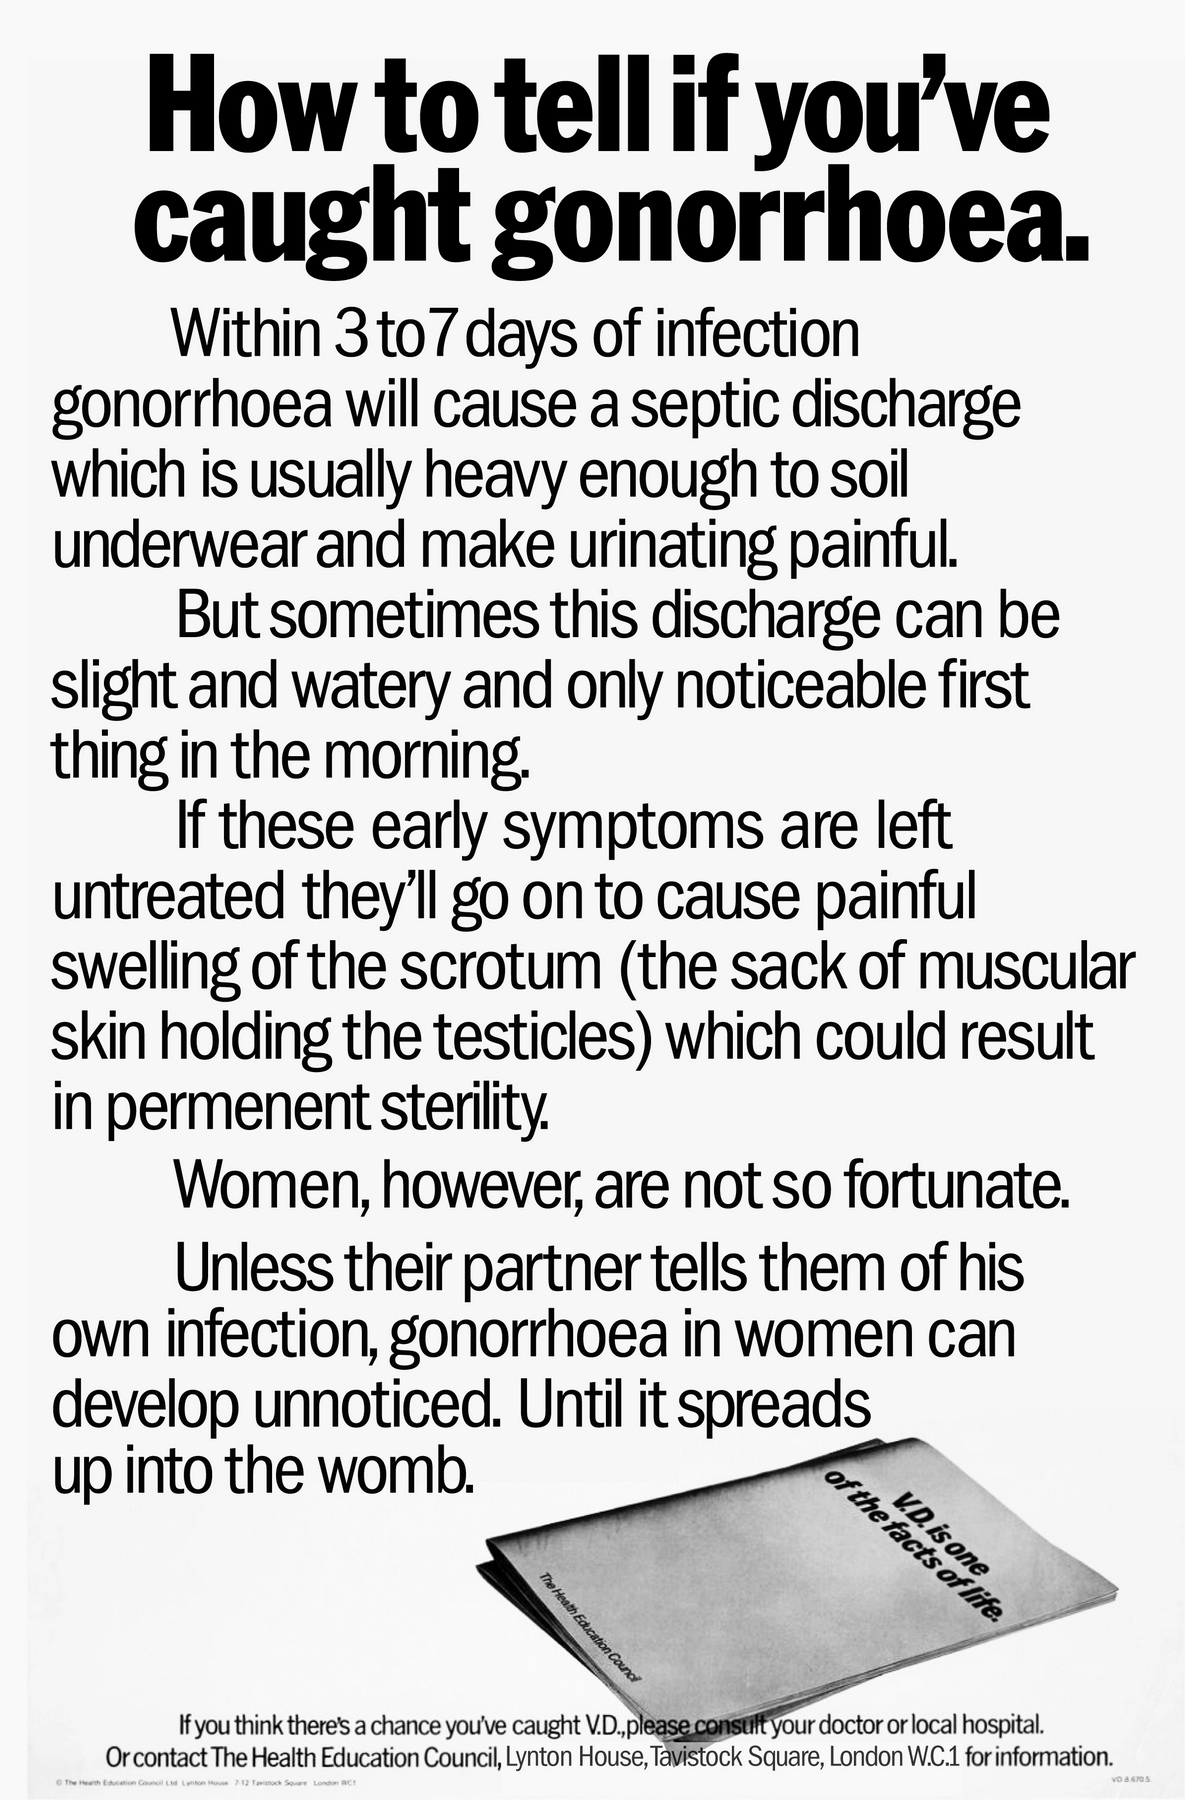 How to tell if you've
caught gonorrhoea.
Within 3 to 7 days of infection
gonorrhoea will cause a septic discharge
which is usually heavy enough to soil
underwear and make urinating painful.
But sometimes this discharge can be
slight and watery and only noticeable first
thing in the morning.
If these early symptoms are left
untreated they'll go on to cause painful
swelling of the scrotum (the sack of muscular
skin holding the testicles) which could result
in permenent sterility.
Women, however, are not so fortunate.
Unless their partner tells them of his
own infection, gonorrhoea in women can
develop unnoticed. Until it spreads
up into the womb.
V.D. is one
of the facts of life.
The Health Education Council
If you think there's a chance you've caught V.D., please consult your doctor or local hospital.
Or contact The Health Education Council, Lynton House, Tavistock Square, London W.C.1 for information.
© The Health Education Council Ltd Lynton House 7-12 Tavistock Square London WC1
VD.8.670.5.